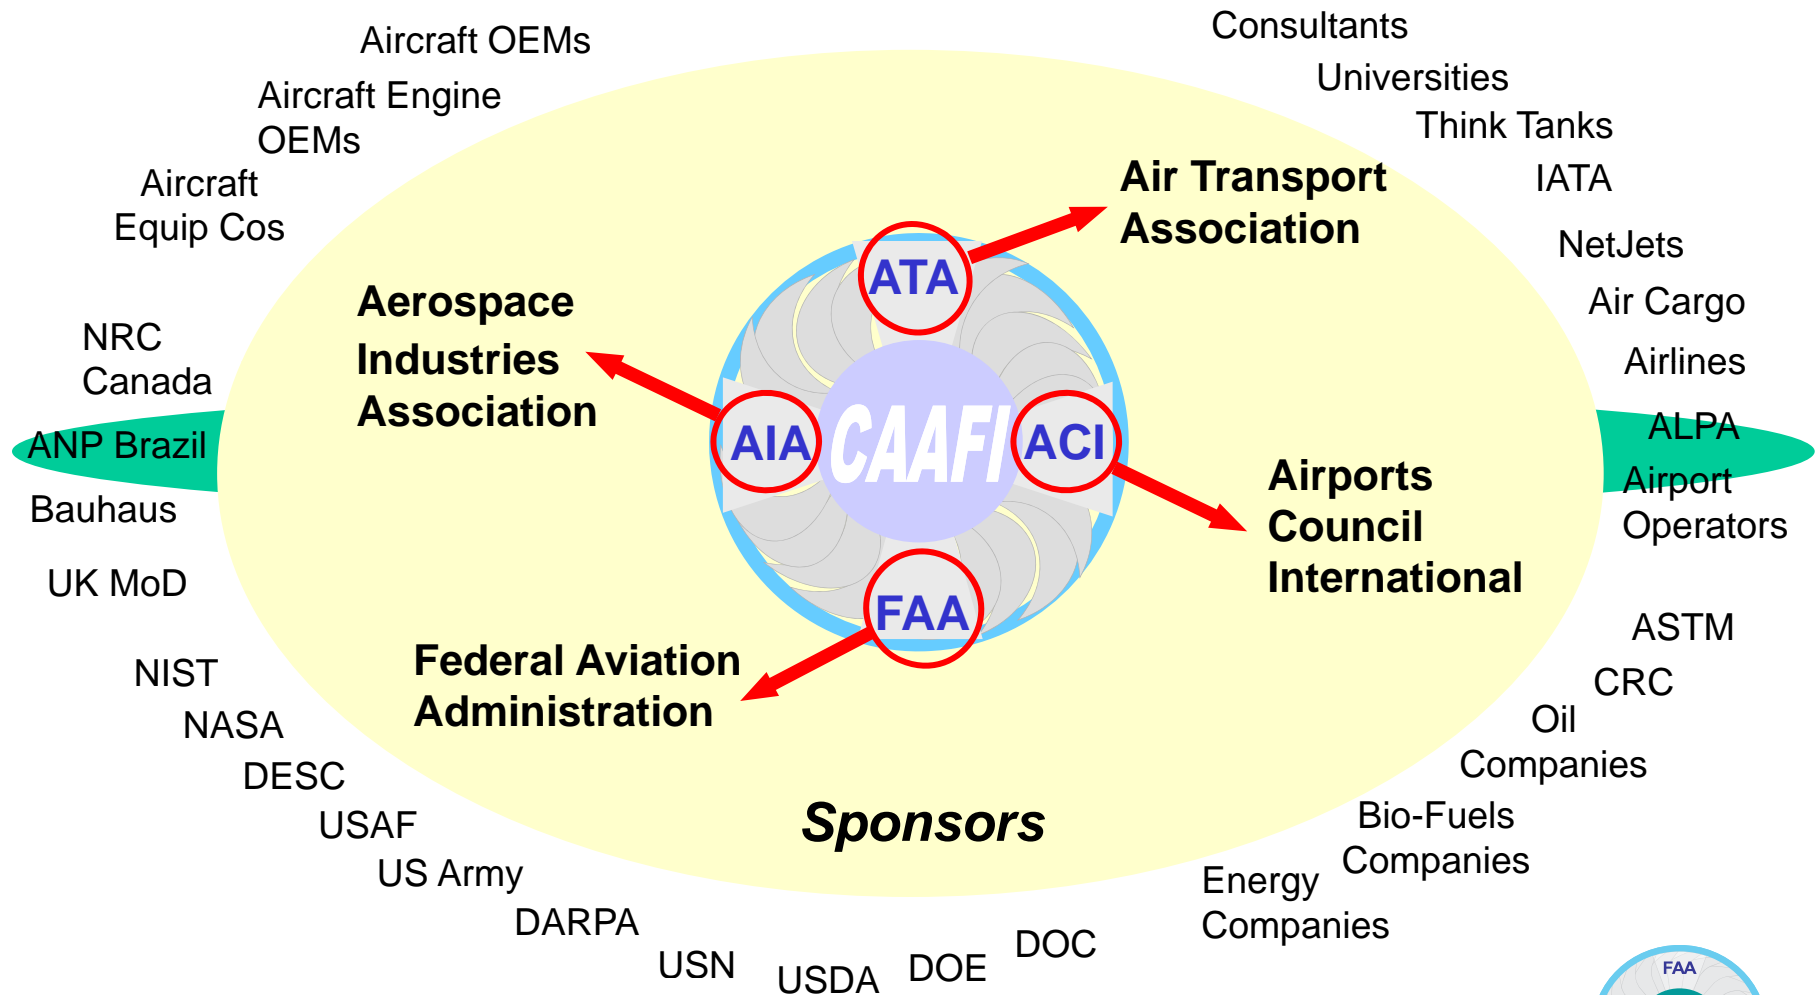 Aircraft OEMs
Aircraft Engine
OEMs
Aircraft
Equip Cos
Consultants
Universities
Think Tanks
IATA
NetJets
Air Cargo
Airlines
ALPA
Airport
Operators
Air Transport
Association
ATA
Aerospace
Industries
Association
AIA
CAAFI
ACI
Airports
Council
International
FAA
Federal Aviation
Administration
Sponsors
NRC
Canada
ANP Brazil
Bauhaus
UK MoD
NIST
NASA
DESC
USAF
US Army
DARPA
USN
USDA
DOE
DOC
ASTM
CRC
Oil
Companies
Bio-Fuels
Companies
Energy
Companies
FAA